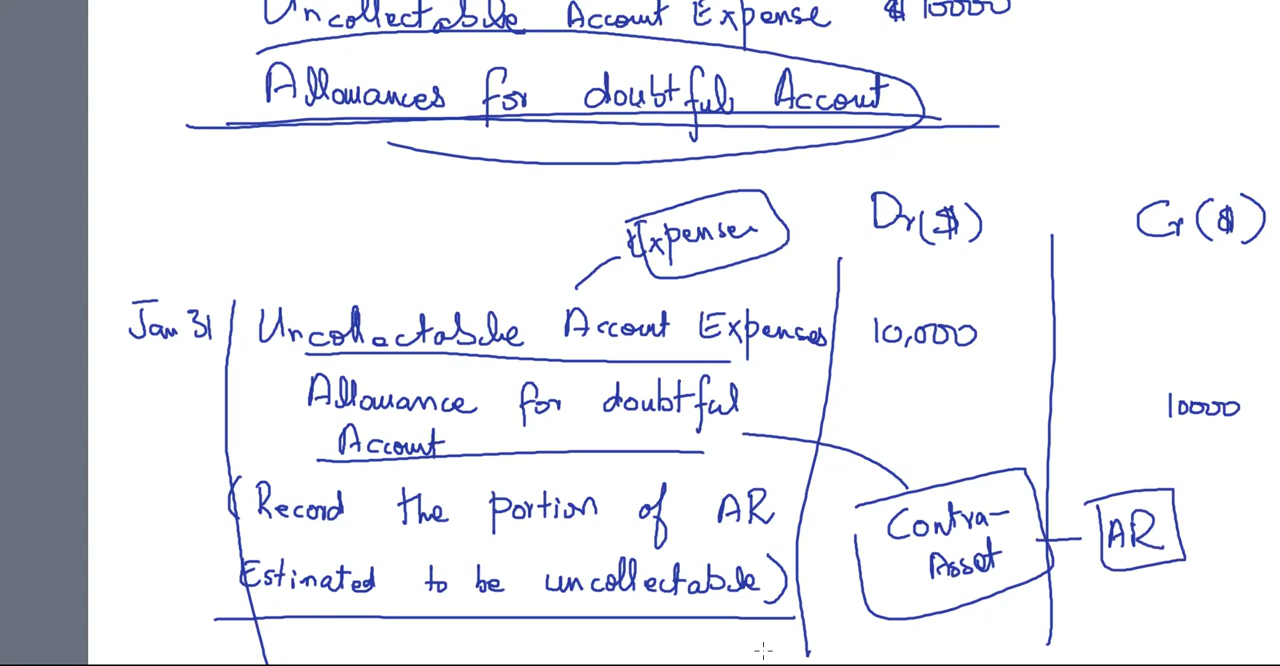 Uncollectable Account Expense $ 10000
Allowances for doubtful Account
Expense
Dr($) Cr($)
Jan 31 Uncollectable Account Expenses 10,000
Allowance for doubtful 10000
Account
(Record the portion of AR
Estimated to be uncollectable)
Contra-
Asset
AR